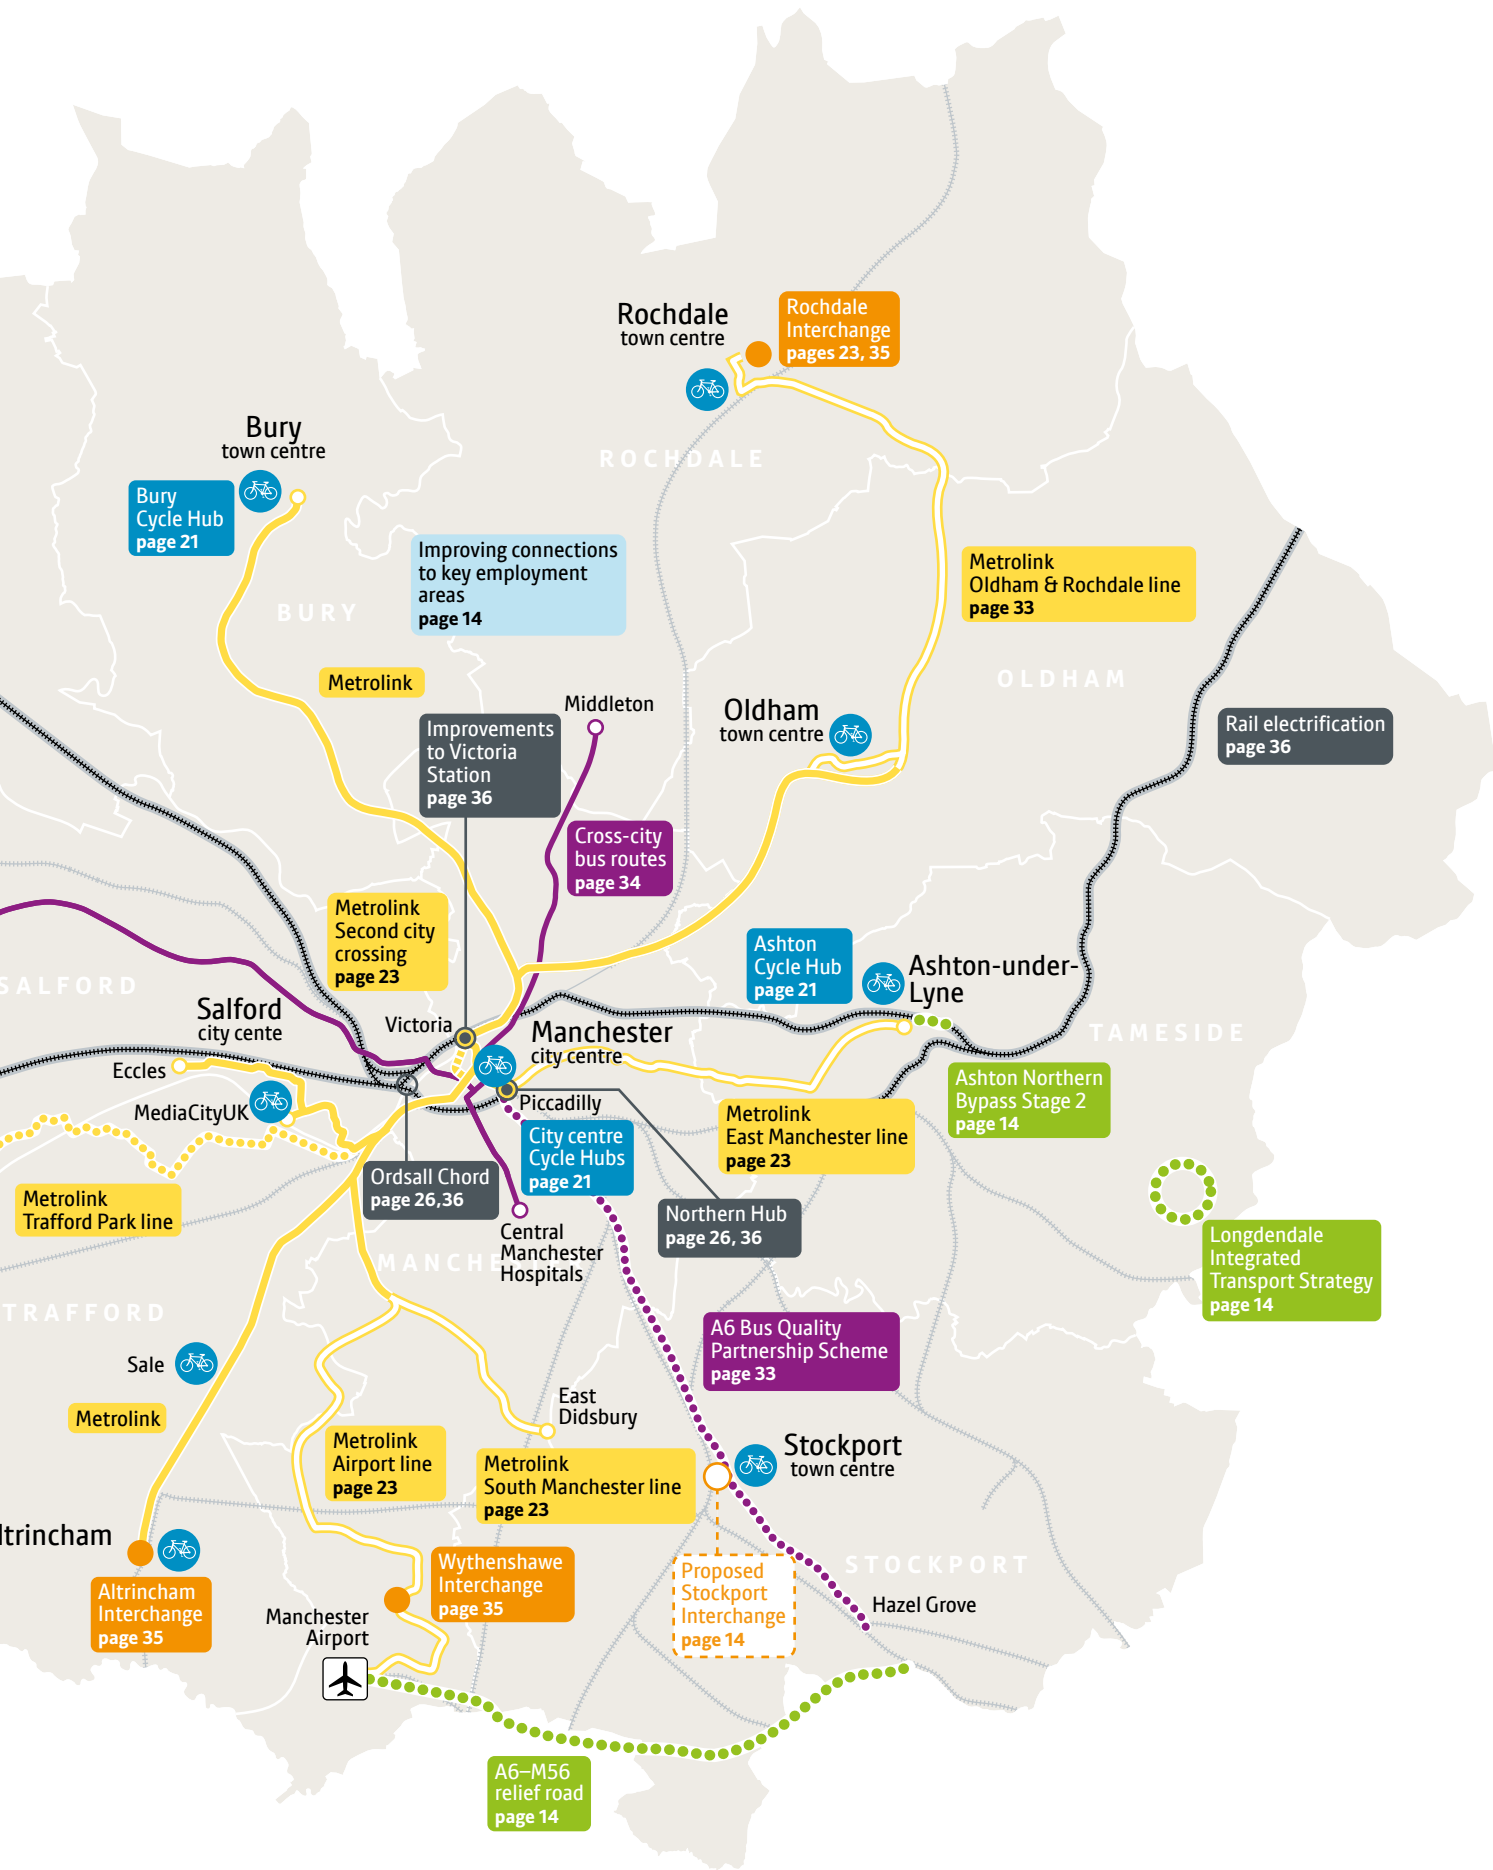 Rochdale
town centre
Rochdale
Interchange
pages 23, 35
ROCHDALE
Bury
town centre
Bury
Cycle Hub
page 21
BURY
Improving connections
to key employment
areas
page 14
Metrolink
Oldham & Rochdale line
page 33
OLDHAM
Metrolink
Middleton
Oldham
town centre
Improvements
to Victoria
Station
page 36
Rail electrification
page 36
Cross-city
bus routes
page 34
Metrolink
Second city
crossing
page 23
Ashton
Cycle Hub
page 21
Ashton-under-
Lyne
SALFORD
Salford
city cente
Victoria
Manchester
city centre
TAMESIDE
Eccles
MediaCityUK
Piccadilly
Ashton Northern
Bypass Stage 2
page 14
Metrolink
East Manchester line
page 23
City centre
Cycle Hubs
page 21
Ordsall Chord
page 26,36
Metrolink
Trafford Park line
Northern Hub
page 26, 36
Central
Manchester
Hospitals
MANCHE
Longdendale
Integrated
Transport Strategy
page 14
TRAFFORD
A6 Bus Quality
Partnership Scheme
page 33
Sale
Metrolink
East
Didsbury
Metrolink
Airport line
page 23
Metrolink
South Manchester line
page 23
Stockport
town centre
ltrincham
Altrincham
Interchange
page 35
Wythenshawe
Interchange
page 35
Manchester
Airport
Proposed
Stockport
Interchange
page 14
STOCKPORT
Hazel Grove
A6–M56
relief road
page 14